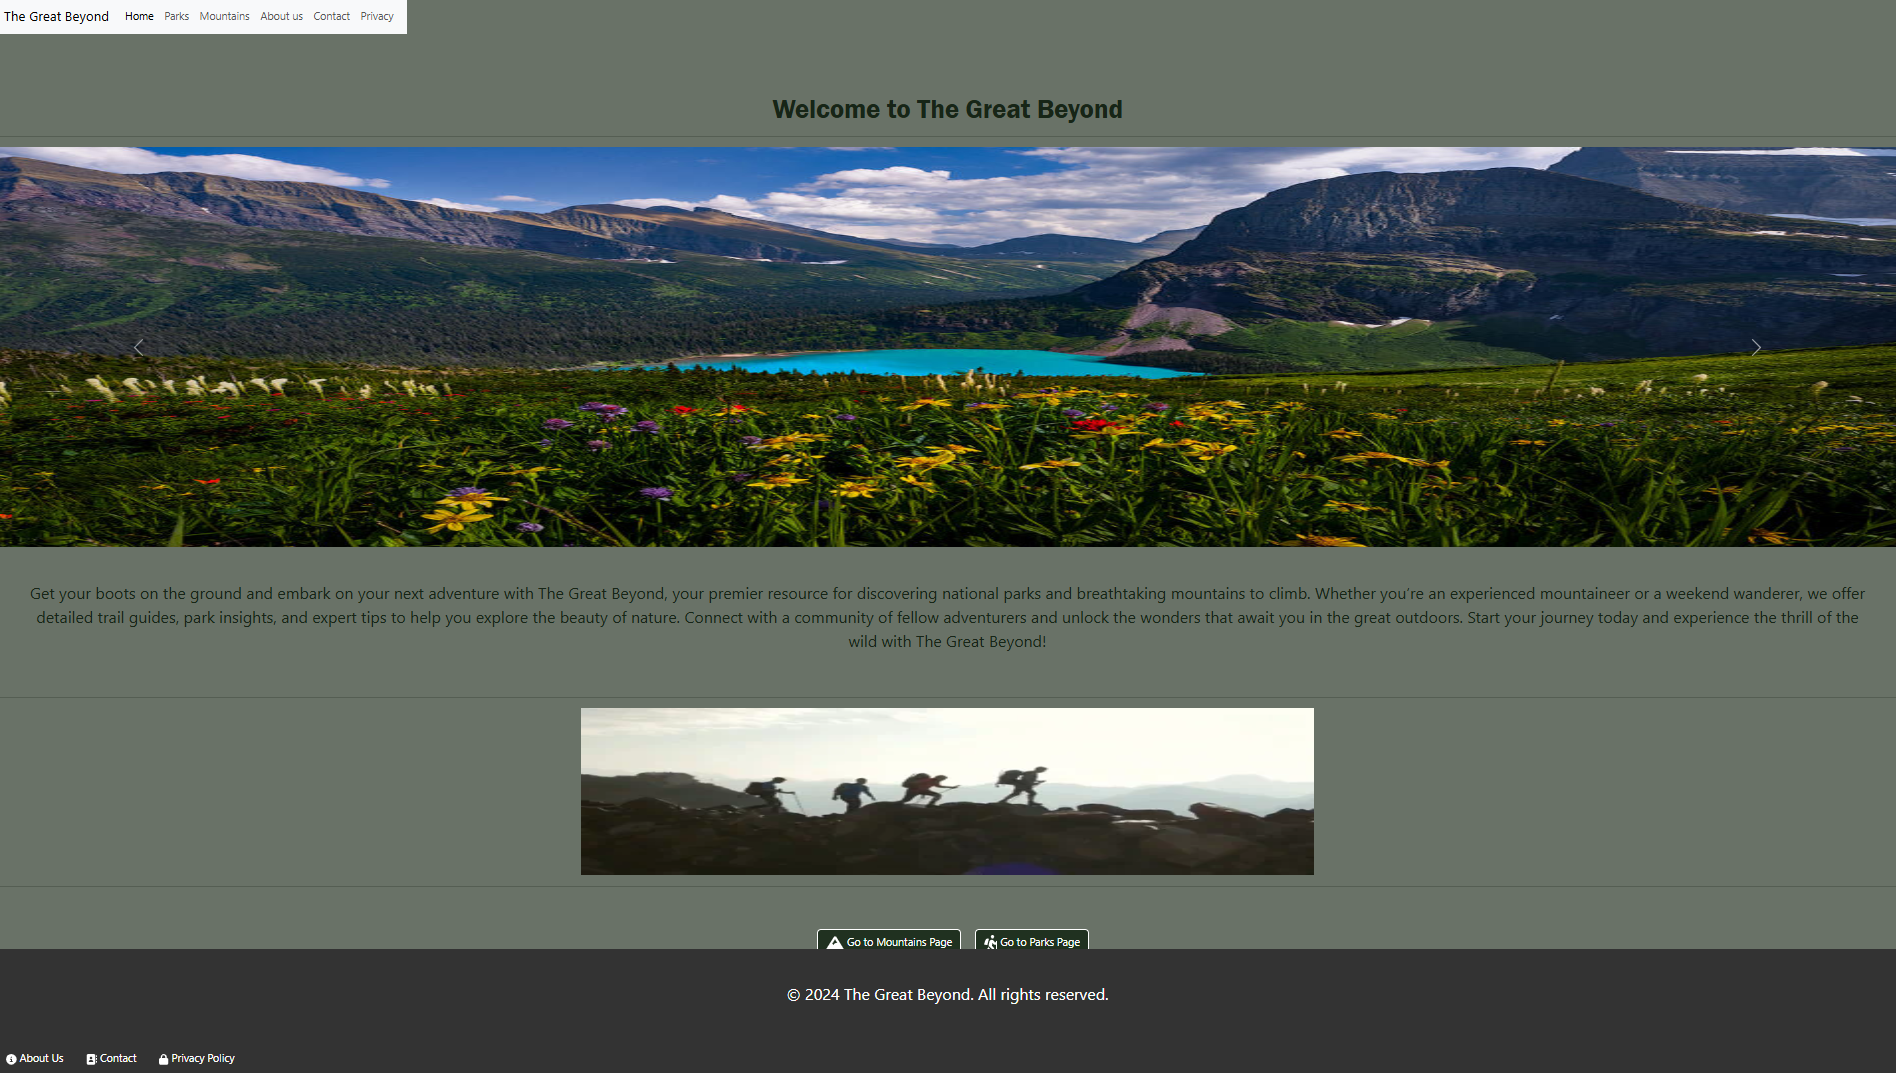 The Great Beyond Home Parks Mountains About us Contact Privacy
Welcome to The Great Beyond
Get your boots on the ground and embark on your next adventure with The Great Beyond, your premier resource for discovering national parks and breathtaking mountains to climb. Whether you're an experienced mountaineer or a weekend wanderer, we offer
detailed trail guides, park insights, and expert tips to help you explore the beauty of nature. Connect with a community of fellow adventurers and unlock the wonders that await you in the great outdoors. Start your journey today and experience the thrill of the
wild with The Great Beyond!
Go to Mountains Page Go to Parks Page
© 2024 The Great Beyond. All rights reserved.
About Us Contact Privacy Policy